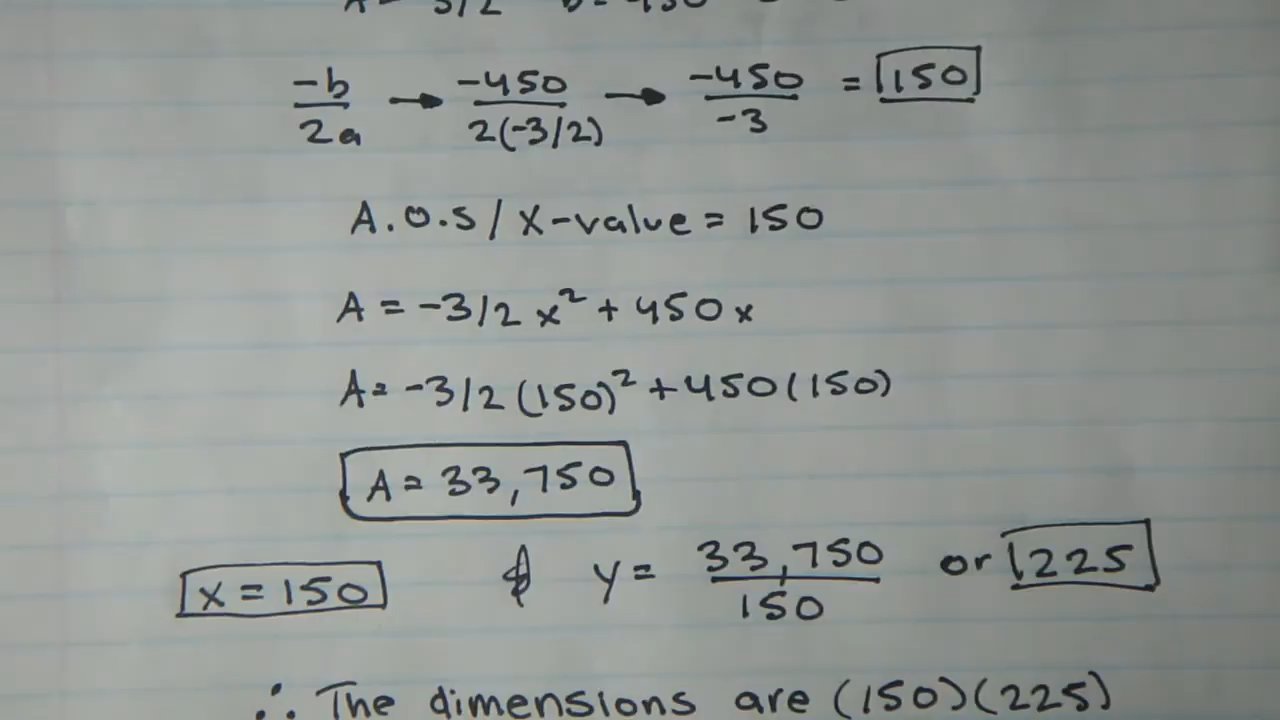 -b/2a → -450/2(-3/2) → -450/-3 = 150
A.O.S / X-value = 150
A = -3/2 x² + 450x
A = -3/2 (150)² + 450(150)
A = 33,750
x = 150 & y = 33,750/150 or 225
∴ The dimensions are (150)(225)